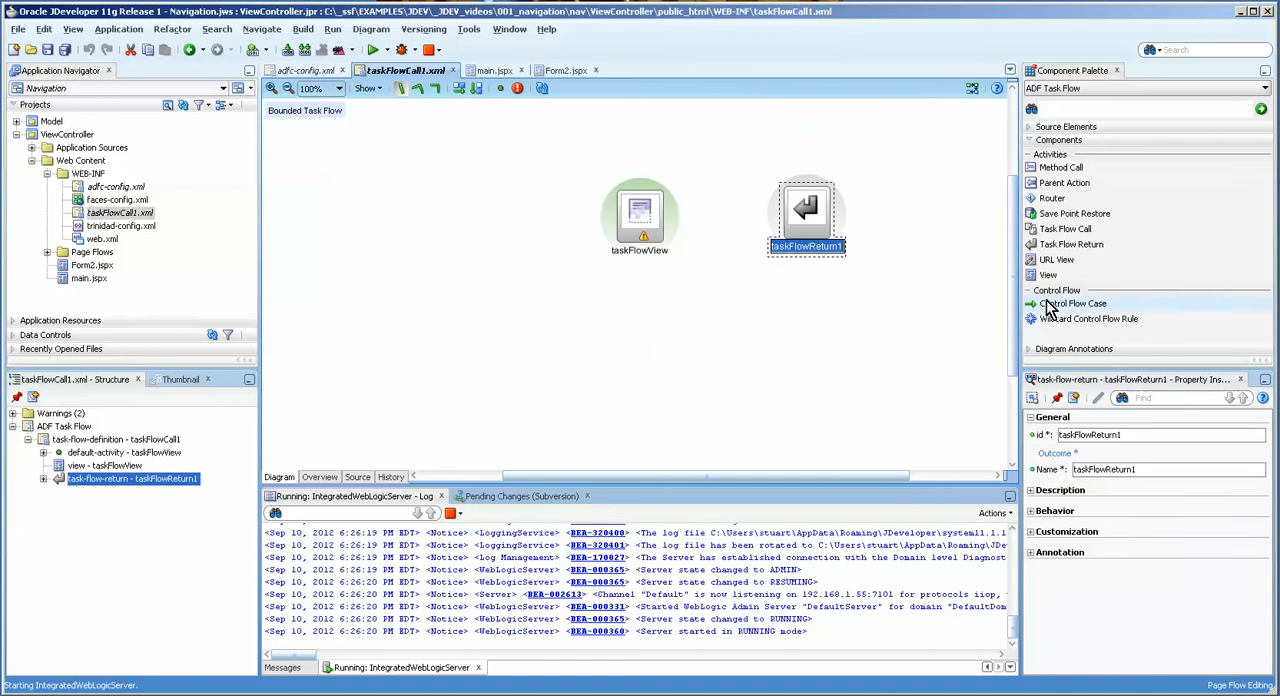 Oracle JDeveloper 11g Release 1 - Navigation.jws : ViewController.jpr : C:\_ssf\EXAMPLES\JDEV\_JDEV_videos\001_navigation\nav\ViewController\public_html\WEB-INF\taskFlowCall1.xml
File Edit View Application Refactor Search Navigate Build Run Diagram Versioning Tools Window Help
Search
Application Navigator
Navigation
Projects
Model
ViewController
Application Sources
Web Content
WEB-INF
adfc-config.xml
faces-config.xml
taskFlowCall1.xml
trinidad-config.xml
web.xml
Page Flows
Form2.jspx
main.jspx
Application Resources
Data Controls
Recently Opened Files
taskFlowCall1.xml - Structure Thumbnail
Warnings (2)
ADF Task Flow
task-flow-definition - taskFlowCall1
default-activity - taskFlowView
view - taskFlowView
task-flow-return - taskFlowReturn1
adfc-config.xml taskFlowCall1.xml main.jspx Form2.jspx
100% Show
Bounded Task Flow
taskFlowView
taskFlowReturn1
Diagram Overview Source History
Running: IntegratedWebLogicServer - Log Pending Changes (Subversion)
Actions
<Sep 10, 2012 6:26:19 PM EDT> <Notice> <LoggingService> <BEA-320400> <The log file C:\Users\stuart\AppData\Roaming\JDeveloper\system11.1.1
<Sep 10, 2012 6:26:19 PM EDT> <Notice> <LoggingService> <BEA-320401> <The log file has been rotated to C:\Users\stuart\AppData\Roaming\JDe
<Sep 10, 2012 6:26:19 PM EDT> <Notice> <Log Management> <BEA-170027> <The Server has established connection with the Domain level Diagnost
<Sep 10, 2012 6:26:20 PM EDT> <Notice> <WebLogicServer> <BEA-000365> <Server state changed to ADMIN>
<Sep 10, 2012 6:26:20 PM EDT> <Notice> <WebLogicServer> <BEA-000365> <Server state changed to RESUMING>
<Sep 10, 2012 6:26:20 PM EDT> <Notice> <Server> <BEA-002613> <Channel "Default" is now listening on 192.168.1.55:7101 for protocols iiop,
<Sep 10, 2012 6:26:20 PM EDT> <Notice> <WebLogicServer> <BEA-000331> <Started WebLogic Admin Server "DefaultServer" for domain "DefaultDom
<Sep 10, 2012 6:26:20 PM EDT> <Notice> <WebLogicServer> <BEA-000365> <Server state changed to RUNNING>
<Sep 10, 2012 6:26:20 PM EDT> <Notice> <WebLogicServer> <BEA-000360> <Server started in RUNNING mode>
Messages Running: IntegratedWebLogicServer
Component Palette
ADF Task Flow
Source Elements
Components
Activities
Method Call
Parent Action
Router
Save Point Restore
Task Flow Call
Task Flow Return
URL View
View
Control Flow
Control Flow Case
Wildcard Control Flow Rule
Diagram Annotations
task-flow-return - taskFlowReturn1 - Property Ins...
Find
General
id *: taskFlowReturn1
Outcome *
Name *: taskFlowReturn1
Description
Behavior
Customization
Annotation
Starting IntegratedWebLogicServer.
Page Flow Editing